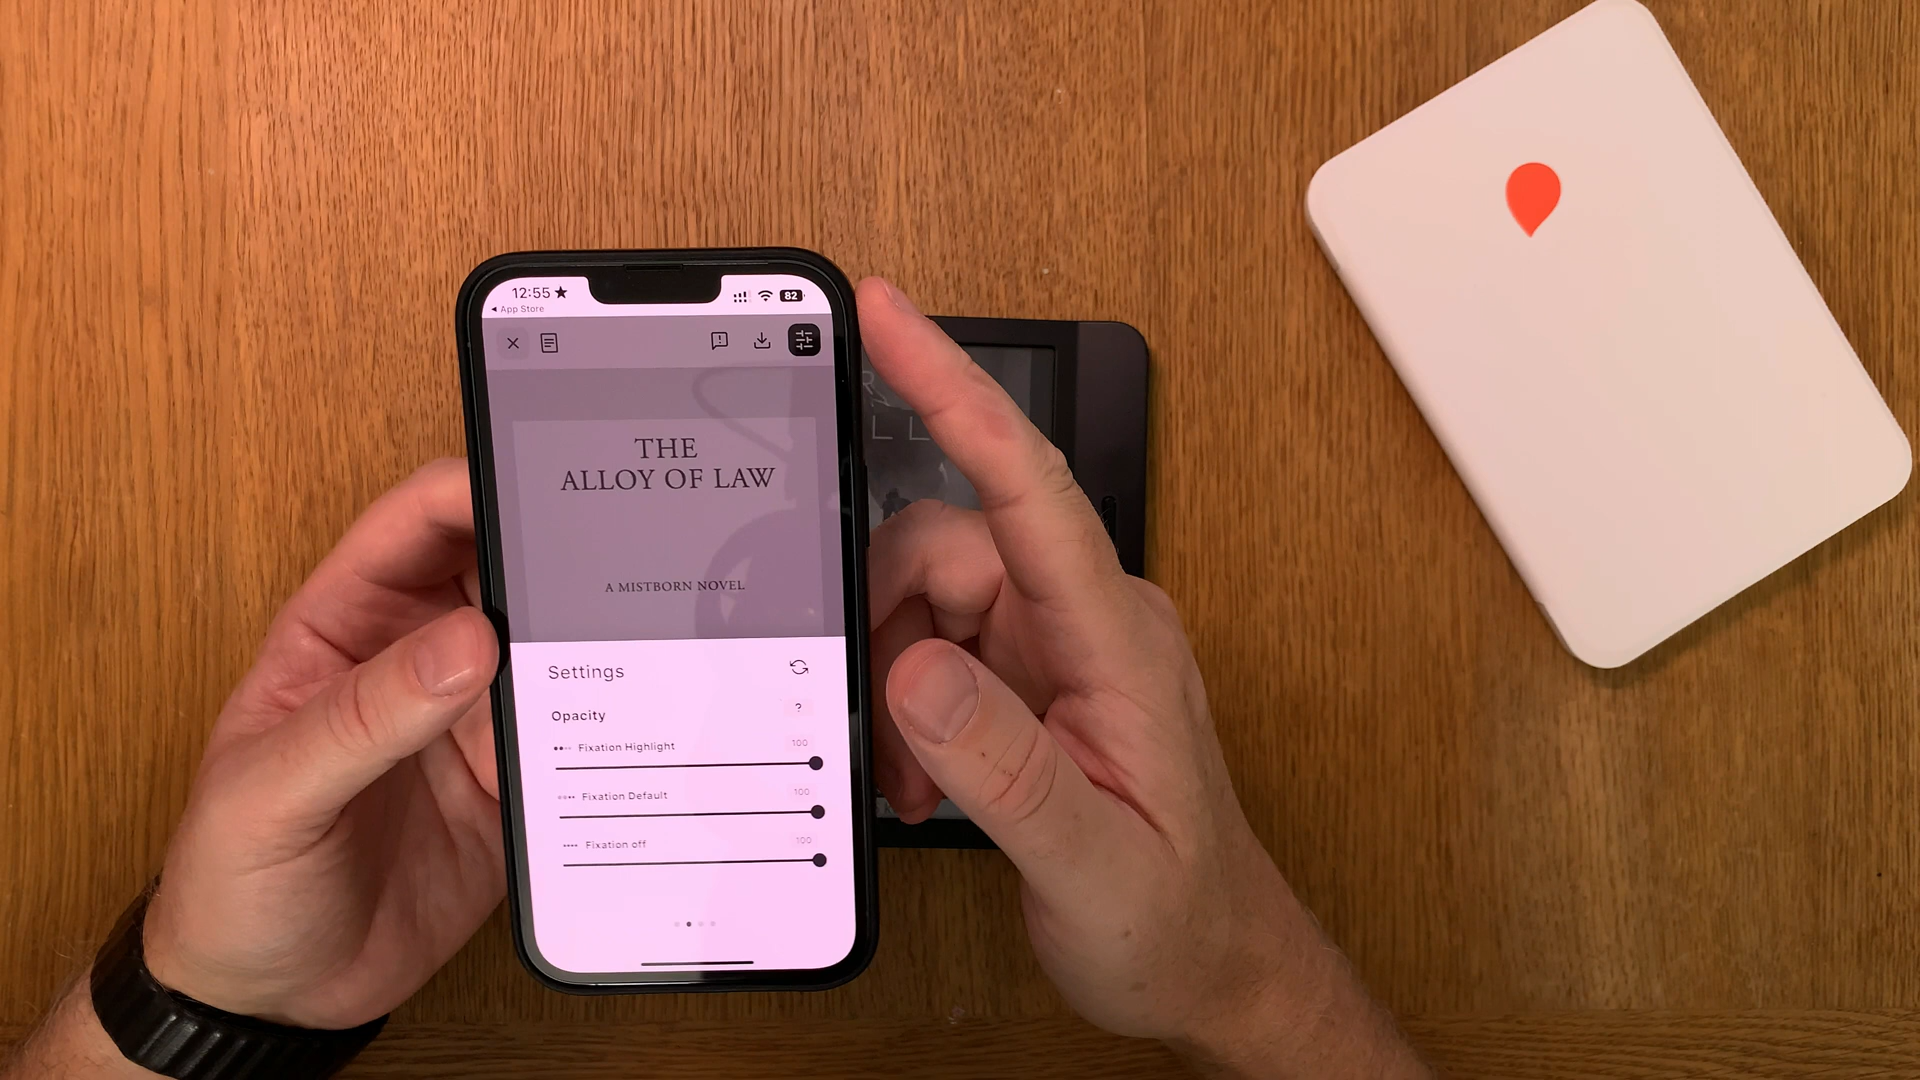 12:55
82
App Store
THE
ALLOY OF LAW
A MISTBORN NOVEL
Settings
Opacity
?
Fixation Highlight
100
Fixation Default
100
Fixation off
100